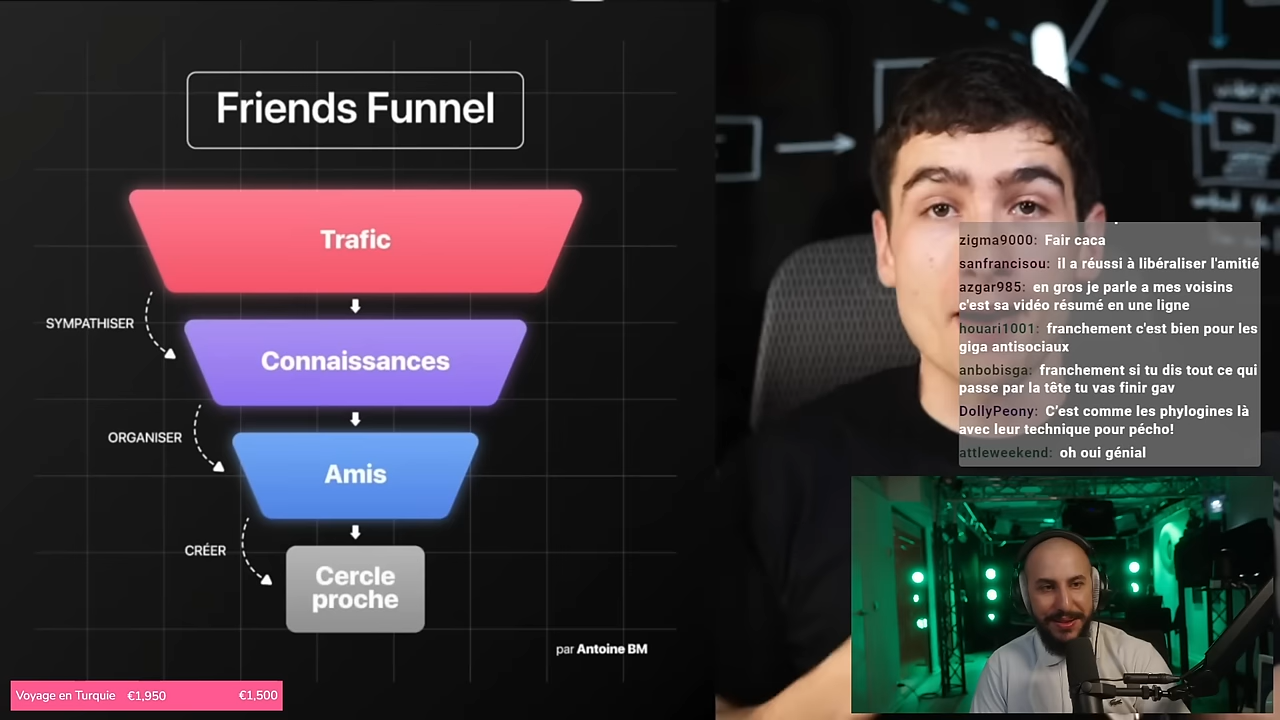 Friends Funnel
Trafic
SYMPATHISER
Connaissances
ORGANISER
Amis
CRÉER
Cercle
proche
par Antoine BM
Voyage en Turquie €1,950 €1,500
zigma9000: Fair caca
sanfrancisou: il a réussi à libéraliser l'amitié
azgar985: en gros je parle a mes voisins
c'est sa vidéo résumé en une ligne
houari1001: franchement c'est bien pour les
giga antisociaux
anbobisga: franchement si tu dis tout ce qui
passe par la tête tu vas finir gav
DollyPeony: C'est comme les phylogines là
avec leur technique pour pécho!
attleweekend: oh oui génial